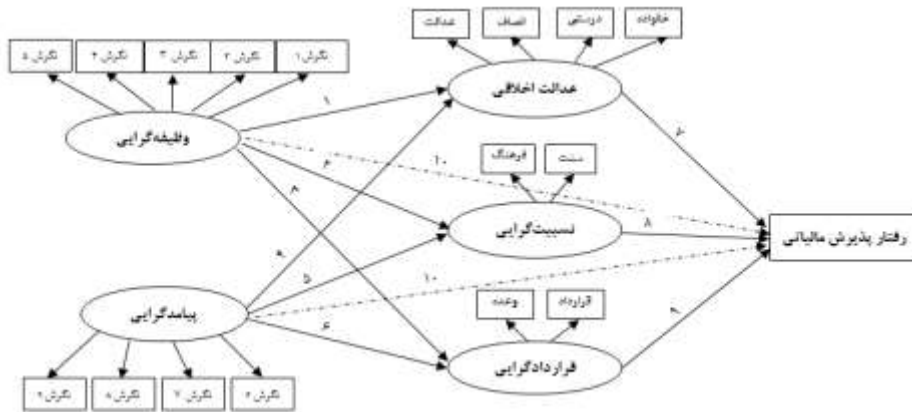 خانواده درستی انصاف عدالت
نگرش ۱ نگرش ۲ نگرش ۳ نگرش ۴ نگرش ۵
عدالت اخلاقی
۱
وظیفه‌گرایی
۷
۱۰
۲
سنت فرهنگ
۳
نسبیت‌گرایی
۸
رفتار پذیرش مالیاتی
۴
۵
۱۰
پیامدگرایی
قرارداد وعده
۶
۹
قراردادگرایی
نگرش ۶ نگرش ۷ نگرش ۸ نگرش ۹